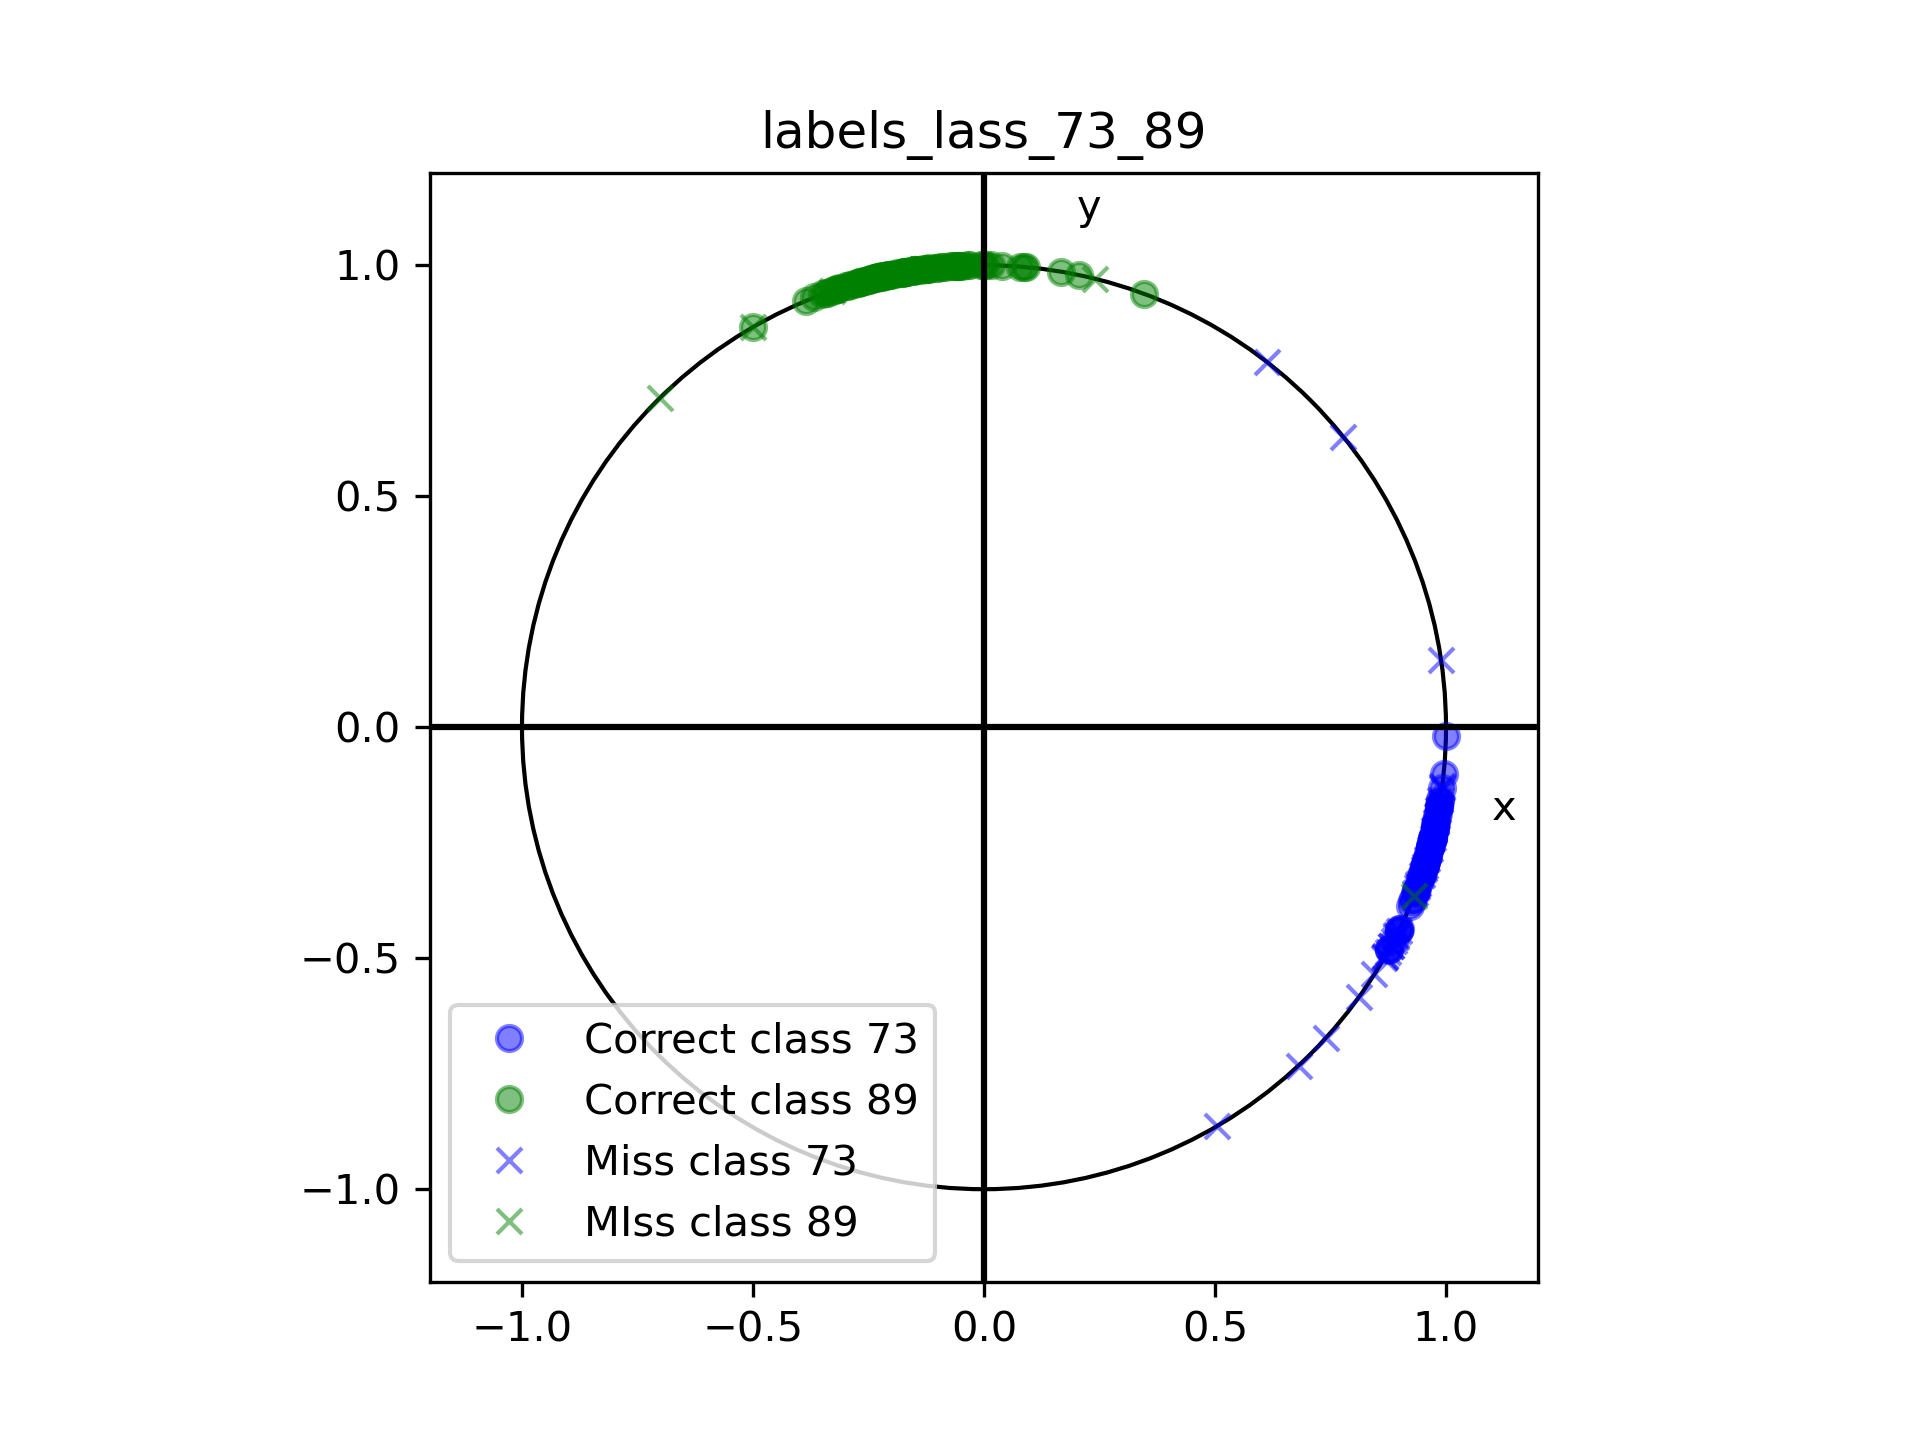 labels_lass_73_89
y
1.0
0.5
0.0
x
−0.5
−1.0
Correct class 73
Correct class 89
Miss class 73
MIss class 89
−1.0 −0.5 0.0 0.5 1.0